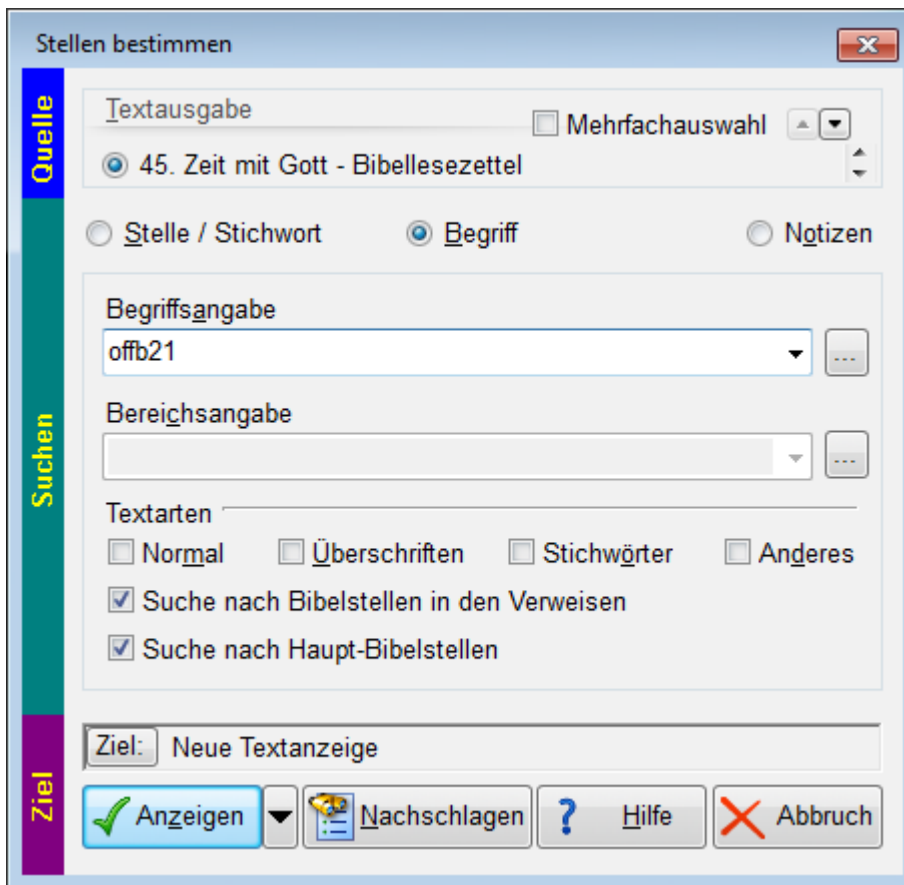 Stellen bestimmen
Quelle
Textausgabe
Mehrfachauswahl
45. Zeit mit Gott - Bibellesezettel
Suchen
Stelle / Stichwort Begriff Notizen
Begriffsangabe
offb21 ...
Bereichsangabe
...
Textarten
Normal Überschriften Stichwörter Anderes
Suche nach Bibelstellen in den Verweisen
Suche nach Haupt-Bibelstellen
Ziel
Ziel: Neue Textanzeige
Anzeigen Nachschlagen ? Hilfe Abbruch